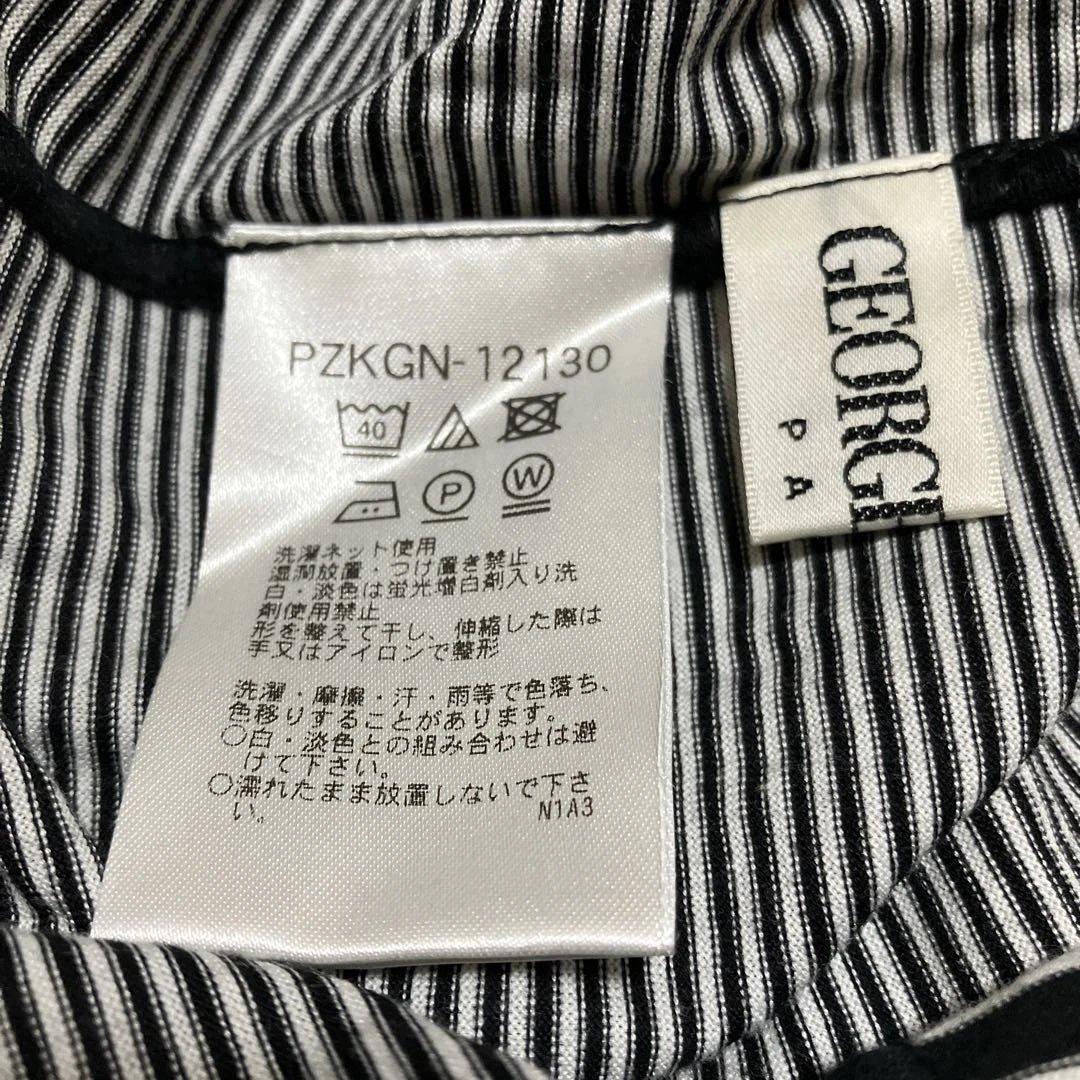 PZKGN-12130
40
P
W
洗濯ネット使用
湿潤放置・つけ置き禁止
白・淡色は蛍光増白剤入り洗
剤使用禁止
形を整えて干し、伸縮した際は
手又はアイロンで整形
洗濯・摩擦・汗・雨等で色落ち、
色移りすることがあります。
○白・淡色との組み合わせは避
けて下さい。
○濡れたまま放置しないで下さ
い。
N1A3
GEORG
P A